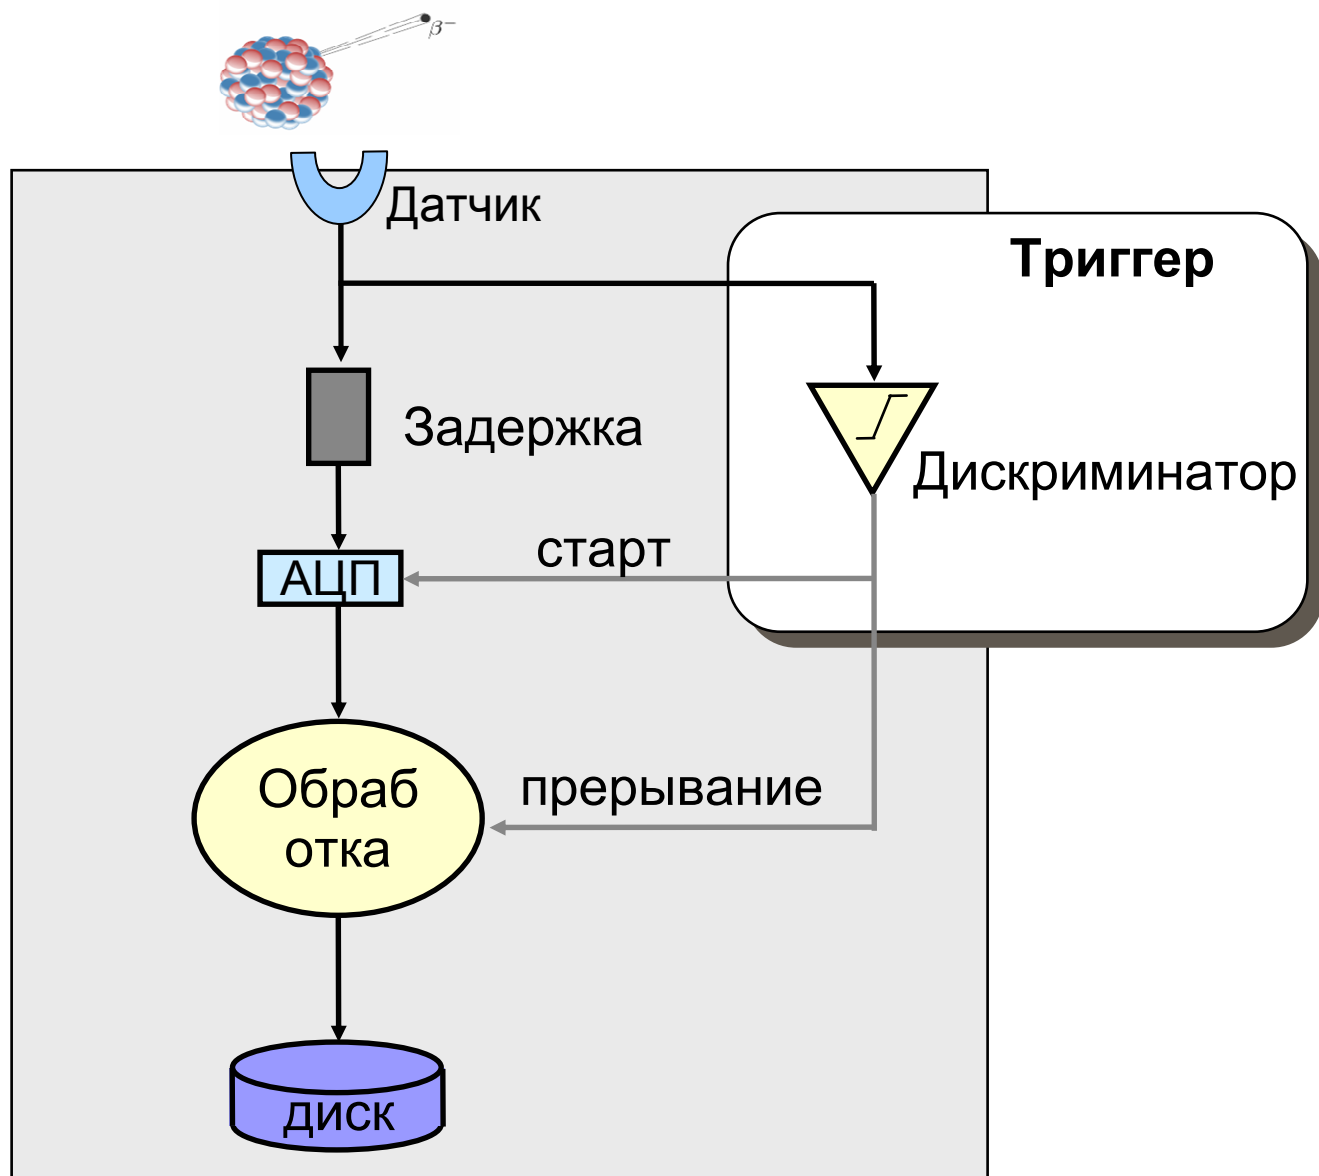 β⁻
Датчик
Триггер
Задержка
Дискриминатор
старт
АЦП
Обраб
отка
прерывание
диск